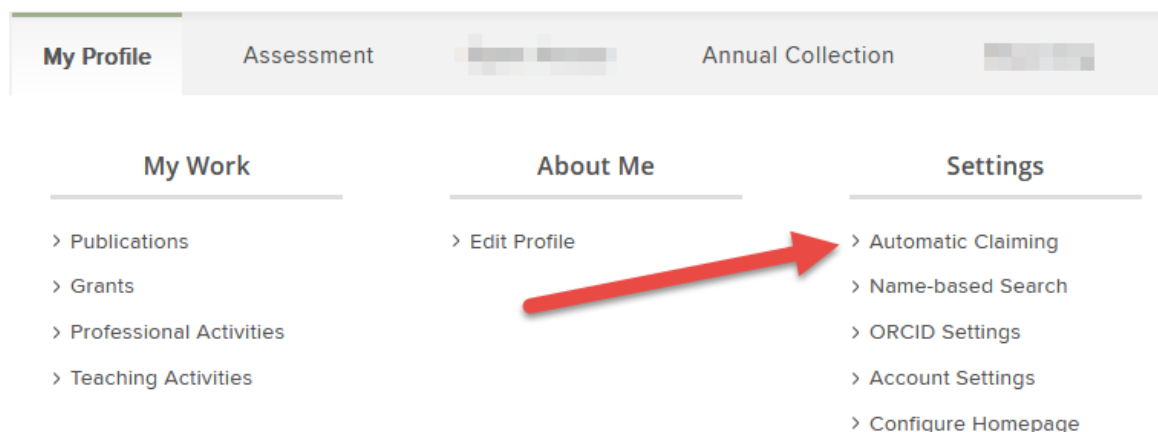 My Profile Assessment Annual Collection
My Work
> Publications
> Grants
> Professional Activities
> Teaching Activities
About Me
> Edit Profile
Settings
> Automatic Claiming
> Name-based Search
> ORCID Settings
> Account Settings
> Configure Homepage